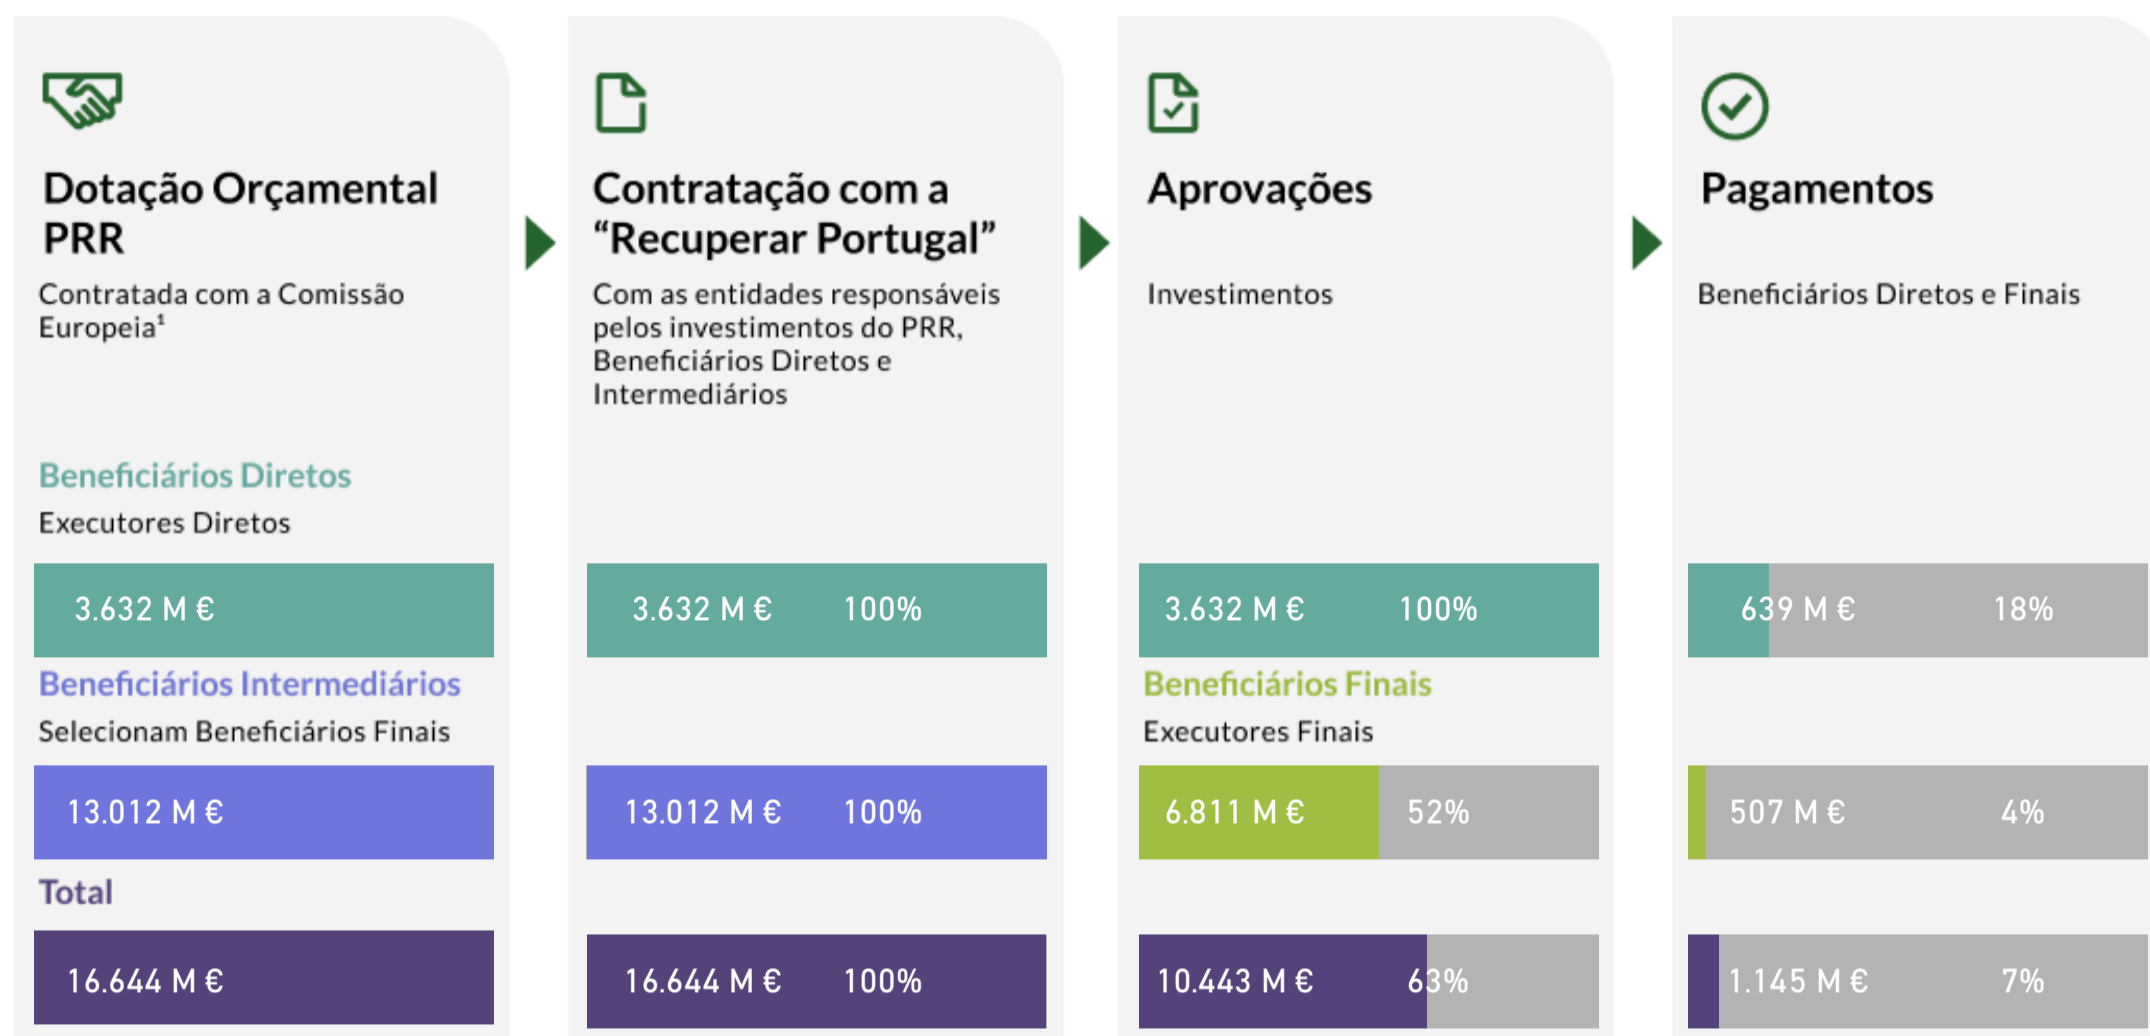 Dotação Orçamental
PRR
Contratada com a Comissão
Europeia¹
Contratação com a
“Recuperar Portugal”
Com as entidades responsáveis
pelos investimentos do PRR,
Beneficiários Diretos e
Intermediários
Aprovações
Investimentos
Pagamentos
Beneficiários Diretos e Finais
Beneficiários Diretos
Executores Diretos
3.632 M €
3.632 M € 100%
3.632 M € 100%
639 M € 18%
Beneficiários Intermediários
Selecionam Beneficiários Finais
Beneficiários Finais
Executores Finais
13.012 M €
13.012 M € 100%
6.811 M € 52%
507 M € 4%
Total
16.644 M €
16.644 M € 100%
10.443 M € 63%
1.145 M € 7%